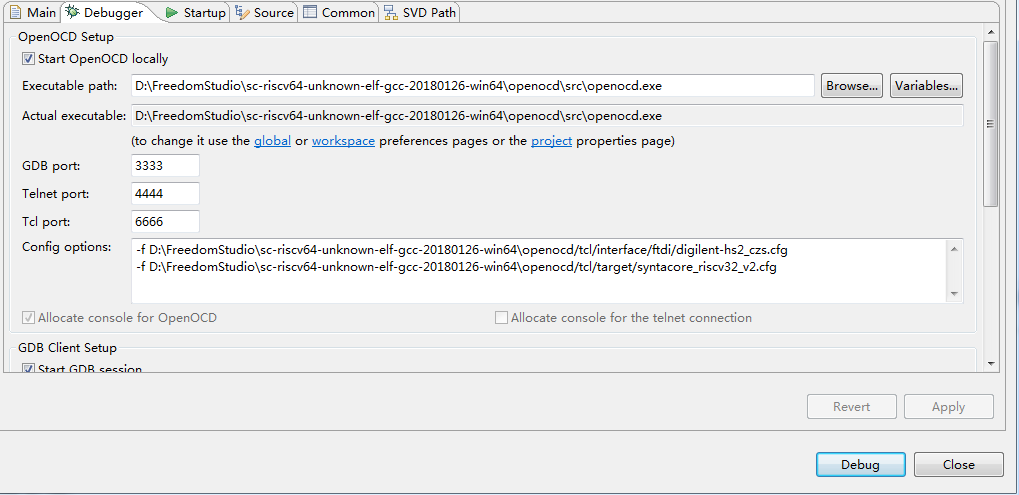 Main Debugger Startup Source Common SVD Path
OpenOCD Setup
Start OpenOCD locally
Executable path: D:\FreedomStudio\sc-riscv64-unknown-elf-gcc-20180126-win64\openocd\src\openocd.exe Browse... Variables...
Actual executable: D:\FreedomStudio\sc-riscv64-unknown-elf-gcc-20180126-win64\openocd\src\openocd.exe
(to change it use the global or workspace preferences pages or the project properties page)
GDB port: 3333
Telnet port: 4444
Tcl port: 6666
Config options: -f D:\FreedomStudio\sc-riscv64-unknown-elf-gcc-20180126-win64\openocd/tcl/interface/ftdi/digilent-hs2_czs.cfg
-f D:\FreedomStudio\sc-riscv64-unknown-elf-gcc-20180126-win64\openocd/tcl/target/syntacore_riscv32_v2.cfg
Allocate console for OpenOCD Allocate console for the telnet connection
GDB Client Setup
Start GDB session
Revert Apply
Debug Close